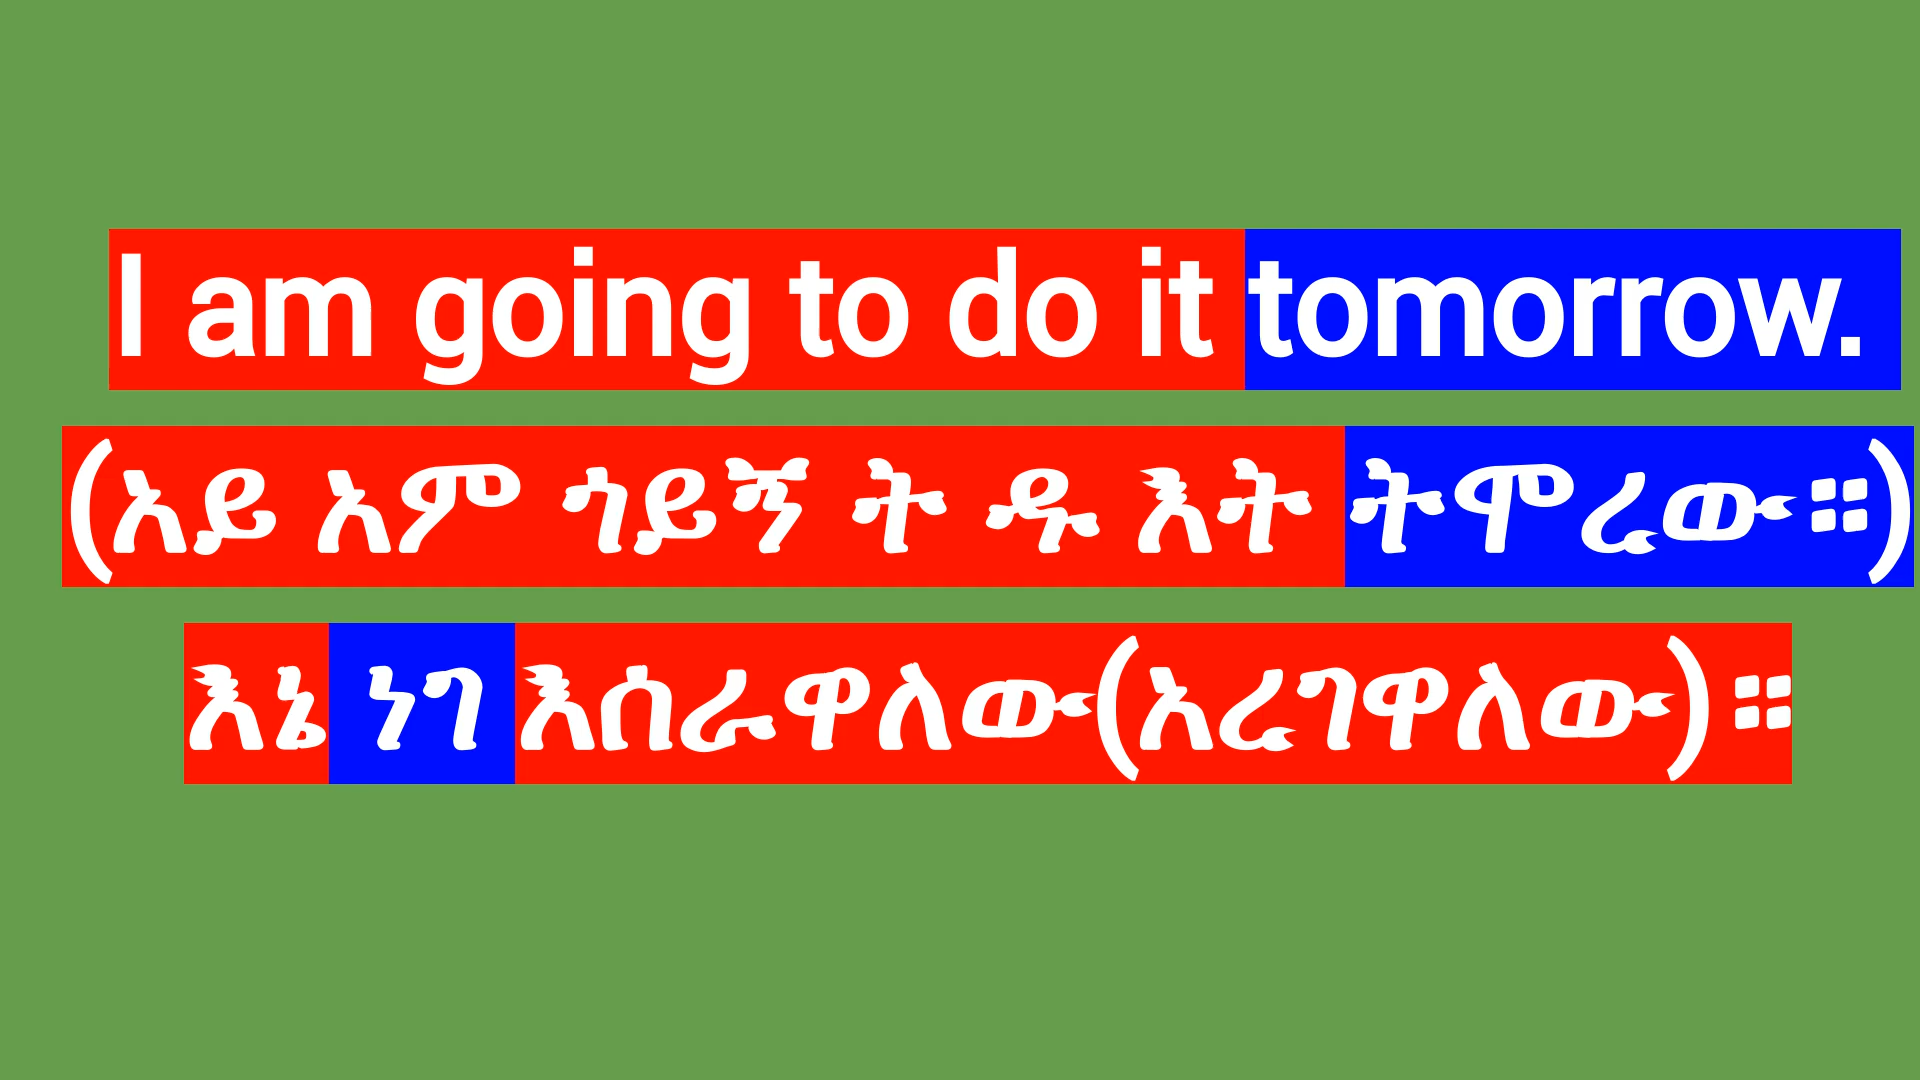 I am going to do it tomorrow.
(አይ አም ጎይኝ ት ዱ እት ትሞረው።)
እኔ ነገ እሰራዋለው(አረገዋለው)።